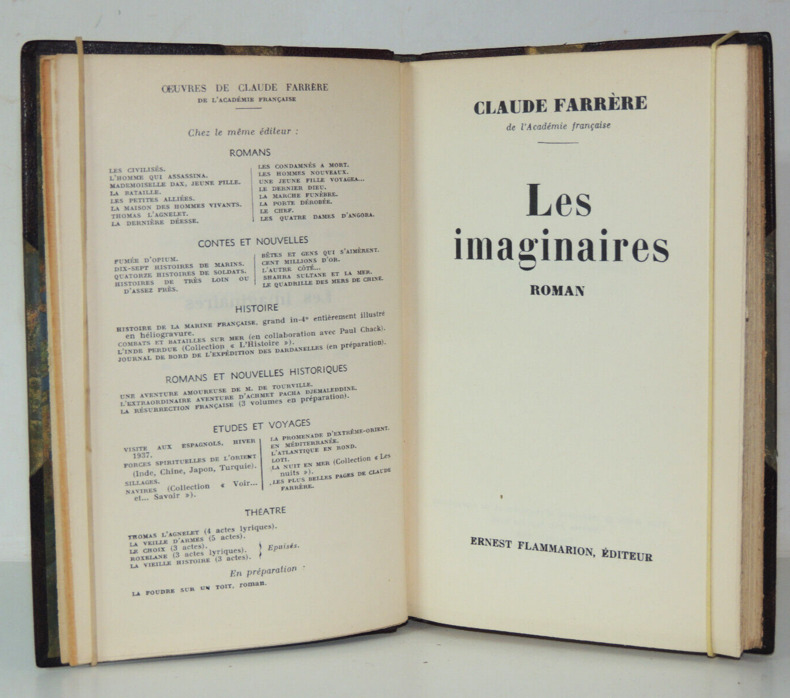 ŒUVRES DE CLAUDE FARRÈRE
DE L'ACADÉMIE FRANÇAISE
Chez le même éditeur :
ROMANS
LES CIVILISÉS.
L'HOMME QUI ASSASSINA.
MADEMOISELLE DAX, JEUNE FILLE.
LA BATAILLE.
LES PETITES ALLIÉES.
LA MAISON DES HOMMES VIVANTS.
THOMAS L'AGNELET.
LA DERNIÈRE DÉESSE.
LES CONDAMNÉS A MORT.
LES HOMMES NOUVEAUX.
UNE JEUNE FILLE VOYAGEA...
LE DERNIER DIEU.
LA MARCHE FUNÈBRE.
LA PORTE DÉROBÉE.
LE CHEF.
LES QUATRE DAMES D'ANGORA.
CONTES ET NOUVELLES
FUMÉE D'OPIUM.
DIX-SEPT HISTOIRES DE MARINS.
QUATORZE HISTOIRES DE SOLDATS.
HISTOIRES DE TRÈS LOIN OU
D'ASSEZ PRÈS.
BÊTES ET GENS QUI S'AIMÈRENT.
CENT MILLIONS D'OR.
L'AUTRE CÔTÉ...
SHAHRA SULTANE ET LA MER.
LE QUADRILLE DES MERS DE CHINE.
HISTOIRE
HISTOIRE DE LA MARINE FRANÇAISE, grand in-4° entièrement illustré
en héliogravure.
COMBATS ET BATAILLES SUR MER (en collaboration avec Paul Chack).
L'INDE PERDUE (Collection « L'Histoire »).
JOURNAL DE BORD DE L'EXPÉDITION DES DARDANELLES (en préparation).
ROMANS ET NOUVELLES HISTORIQUES
UNE AVENTURE AMOUREUSE DE M. DE TOURVILLE.
L'EXTRAORDINAIRE AVENTURE D'ACHMET PACHA DJEMALEDDINE.
LA RÉSURRECTION FRANÇAISE (3 volumes en préparation).
ETUDES ET VOYAGES
VISITE AUX ESPAGNOLS, HIVER
1937.
FORCES SPIRITUELLES DE L'ORIENT
(Inde, Chine, Japon, Turquie).
SILLAGES.
NAVIRES (Collection « Voir...
et... Savoir »).
LA PROMENADE D'EXTRÊME-ORIENT.
EN MÉDITERRANÉE.
L'ATLANTIQUE EN ROND.
LOTI.
LA NUIT EN MER (Collection « Les
nuits »).
LES PLUS BELLES PAGES DE CLAUDE
FARRÈRE.
THEATRE
THOMAS L'AGNELET (4 actes lyriques).
LA VEILLE D'ARMES (5 actes).
LE CHOIX (3 actes).
ROXELANE (3 actes lyriques).
LA VIEILLE HISTOIRE (3 actes).
Epuisés.
En préparation :
LA FOUDRE SUR UN TOIT, roman.
CLAUDE FARRÈRE
de l'Académie française
Les
imaginaires
ROMAN
ERNEST FLAMMARION, ÉDITEUR